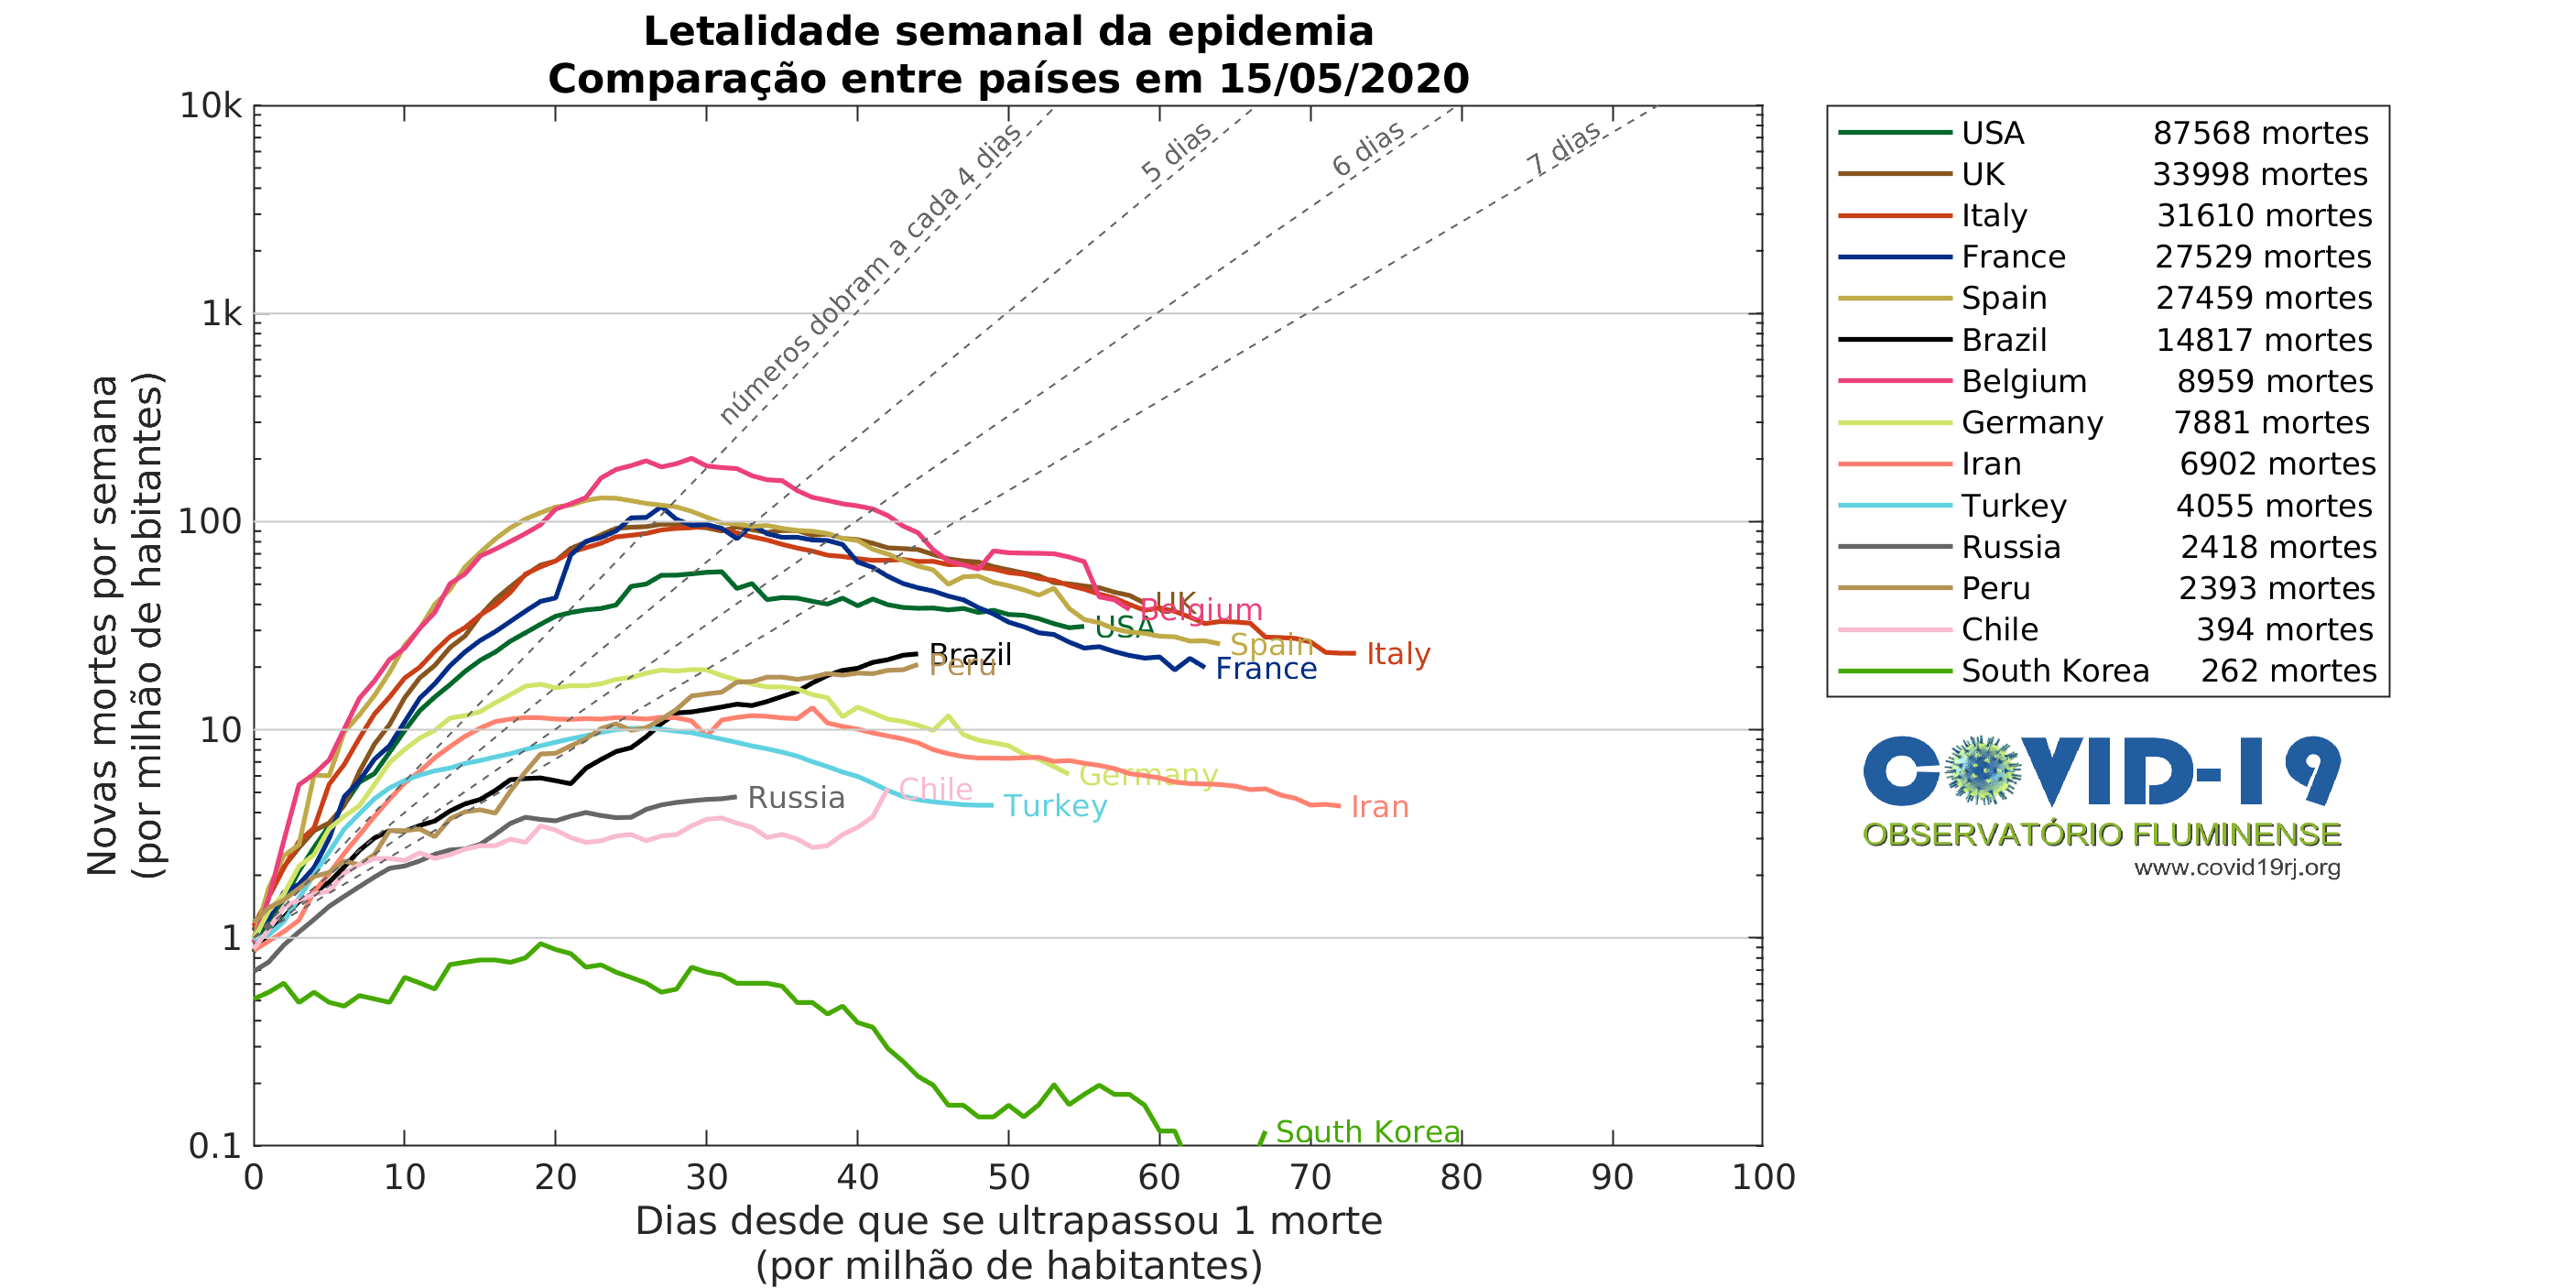 Letalidade semanal da epidemia
Comparação entre países em 15/05/2020
Novas mortes por semana
(por milhão de habitantes)
10k
1k
100
10
1
0.1
0 10 20 30 40 50 60 70 80 90 100
Dias desde que se ultrapassou 1 morte
(por milhão de habitantes)
números dobram a cada 4 dias
5 dias
6 dias
7 dias
UK
Belgium
USA
Spain
Italy
France
Brazil
Peru
Germany
Chile
Russia
Turkey
Iran
South Korea
USA 87568 mortes
UK 33998 mortes
Italy 31610 mortes
France 27529 mortes
Spain 27459 mortes
Brazil 14817 mortes
Belgium 8959 mortes
Germany 7881 mortes
Iran 6902 mortes
Turkey 4055 mortes
Russia 2418 mortes
Peru 2393 mortes
Chile 394 mortes
South Korea 262 mortes
COVID-19
OBSERVATÓRIO FLUMINENSE
www.covid19rj.org